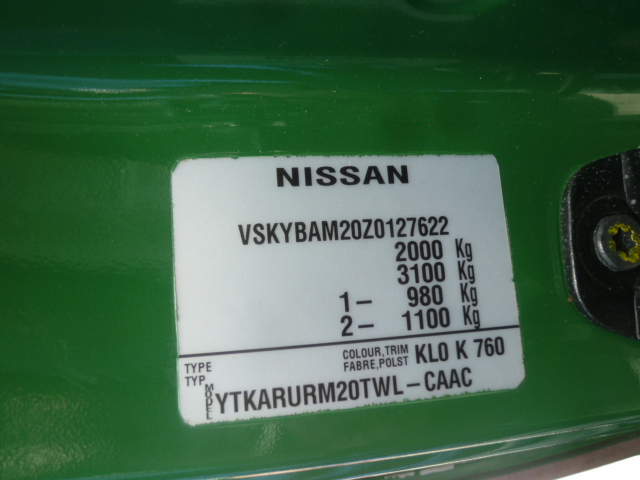 NISSAN
VSKYBAM20Z0127622
2000 Kg
3100 Kg
1- 980 Kg
2- 1100 Kg
TYPE COLOUR,TRIM KL0 K 760
TYP FABRE,POLST
MODEL YTKARURM20TWL-CAAC